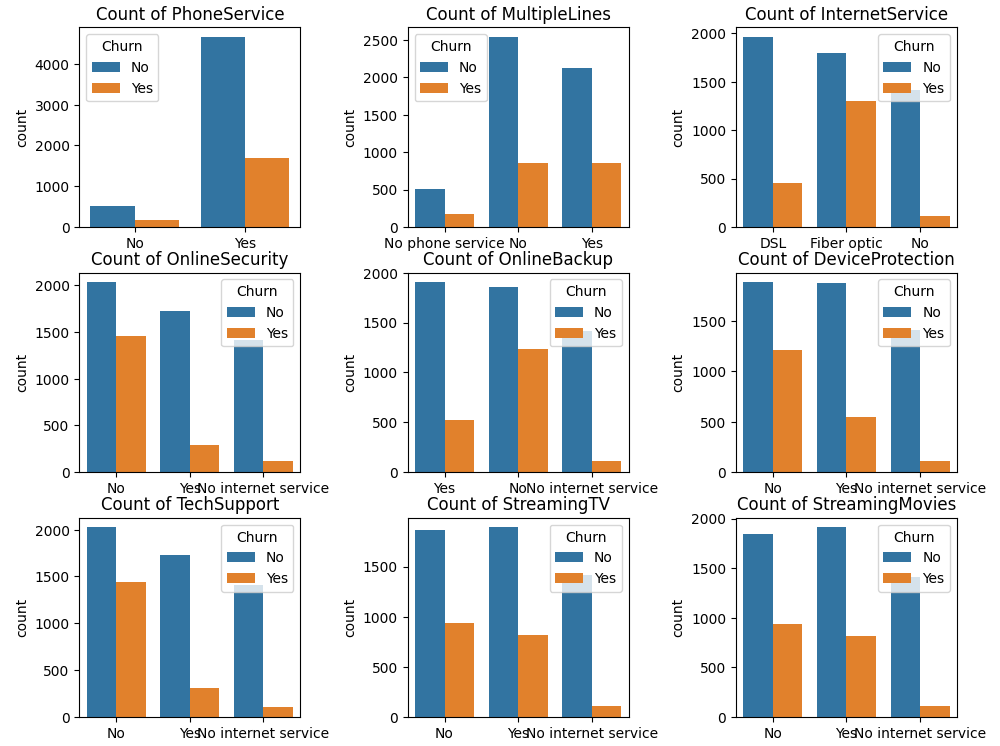 Count of PhoneService
Churn
No
Yes
4000
3000
2000
1000
0
count
No Yes
Count of MultipleLines
Churn
No
Yes
2500
2000
1500
1000
500
0
count
No phone service No Yes
Count of InternetService
Churn
No
Yes
2000
1500
1000
500
0
count
DSL Fiber optic No
Count of OnlineSecurity
Churn
No
Yes
2000
1500
1000
500
0
count
No Yes No internet service
Count of OnlineBackup
Churn
No
Yes
2000
1500
1000
500
0
count
Yes No No internet service
Count of DeviceProtection
Churn
No
Yes
1500
1000
500
0
count
No Yes No internet service
Count of TechSupport
Churn
No
Yes
2000
1500
1000
500
0
count
No Yes No internet service
Count of StreamingTV
Churn
No
Yes
1500
1000
500
0
count
No Yes No internet service
Count of StreamingMovies
Churn
No
Yes
2000
1500
1000
500
0
count
No Yes No internet service